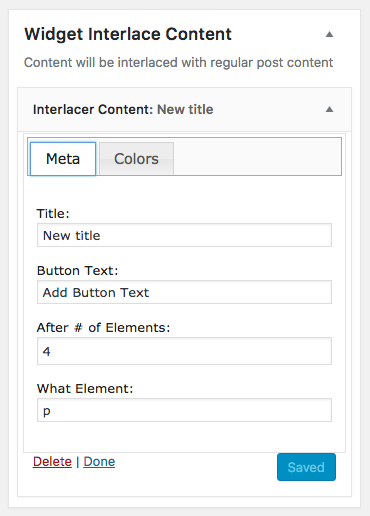 Widget Interlace Content
Content will be interlaced with regular post content
Interlacer Content: New title
Meta Colors
Title:
New title
Button Text:
Add Button Text
After # of Elements:
4
What Element:
p
Delete | Done Saved